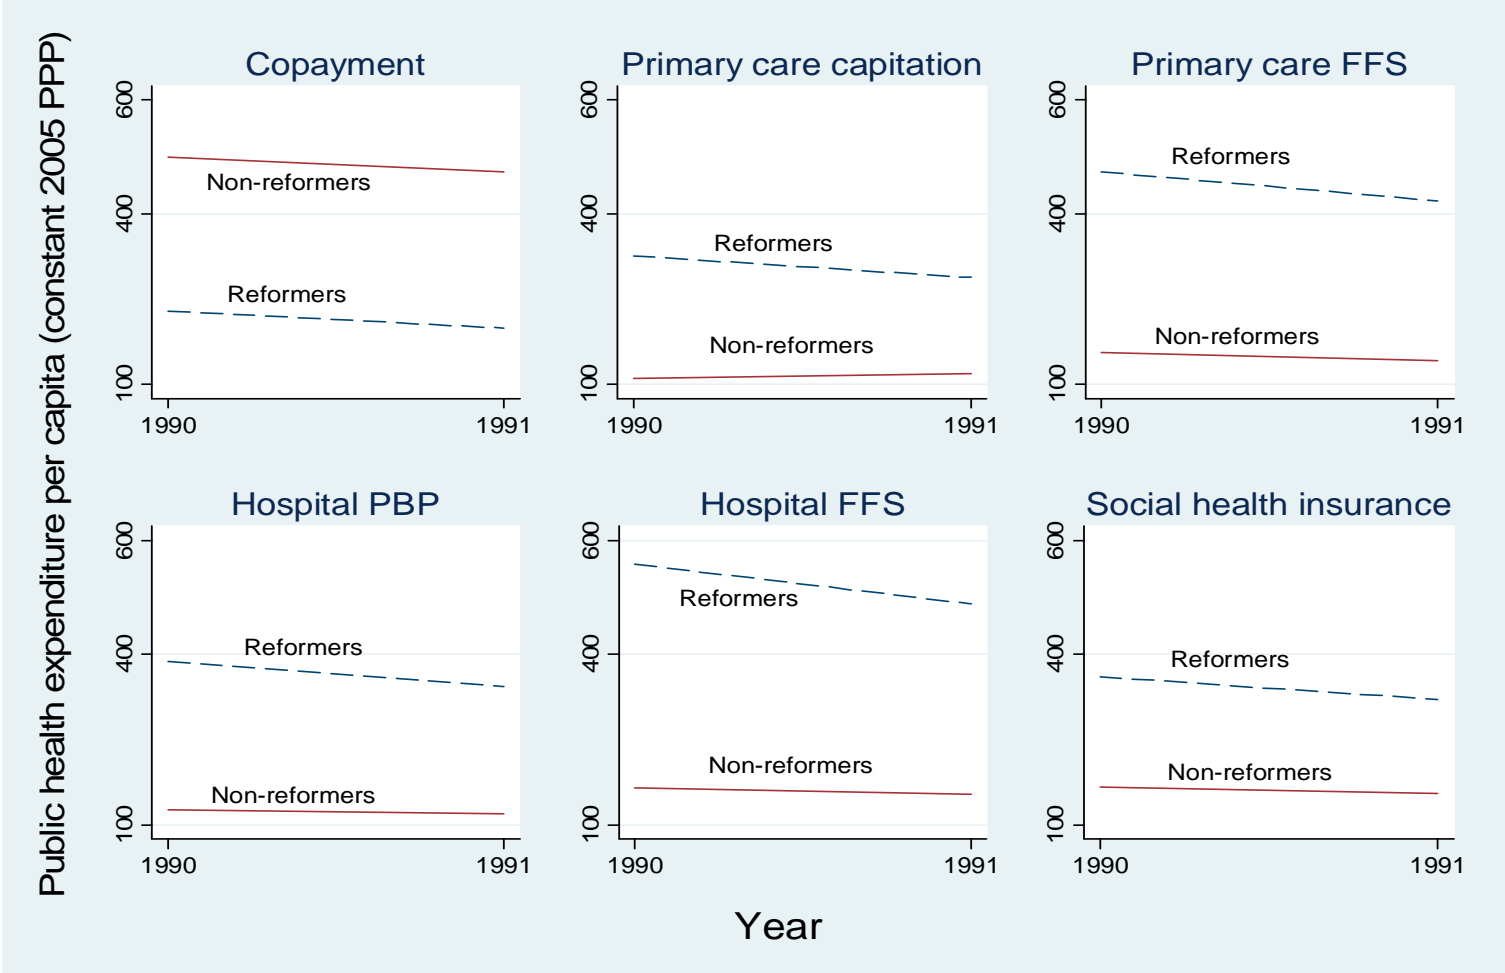 Public health expenditure per capita (constant 2005 PPP)
Copayment
600
400
100
Non-reformers
Reformers
1990
1991
Primary care capitation
600
400
100
Reformers
Non-reformers
1990
1991
Primary care FFS
600
400
100
Reformers
Non-reformers
1990
1991
Hospital PBP
600
400
100
Reformers
Non-reformers
1990
1991
Hospital FFS
600
400
100
Reformers
Non-reformers
1990
1991
Social health insurance
600
400
100
Reformers
Non-reformers
1990
1991
Year